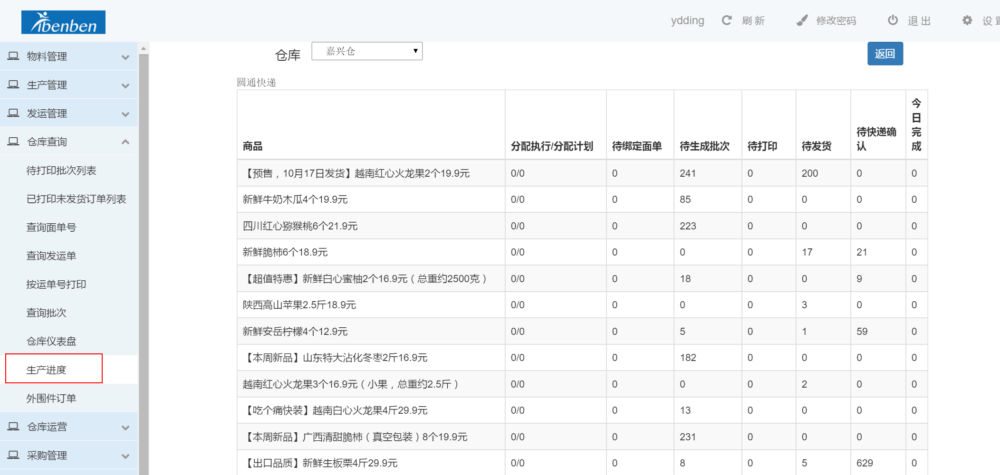 ibenben
ydding 刷 新 修改密码 退 出 设 置
物料管理
生产管理
发运管理
仓库查询
待打印批次列表
已打印未发货订单列表
查询面单号
查询发运单
按运单号打印
查询批次
仓库仪表盘
生产进度
外围件订单
仓库运营
采购管理
仓库 嘉兴仓 返回
圆通快递
商品 分配执行/分配计划 待绑定面单 待生成批次 待打印 待发货 待快递确认 今日完成
【预售，10月17日发货】越南红心火龙果2个19.9元 0/0 0 241 0 200 0 0
新鲜牛奶木瓜4个19.9元 0/0 0 85 0 0 0 0
四川红心猕猴桃6个21.9元 0/0 0 223 0 0 0 0
新鲜脆柿6个18.9元 0/0 0 0 0 17 21 0
【超值特惠】新鲜白心蜜柚2个16.9元（总重约2500克） 0/0 0 18 0 0 9 0
陕西高山苹果2.5斤18.9元 0/0 0 0 0 3 0 0
新鲜安岳柠檬4个12.9元 0/0 0 5 0 1 59 0
【本周新品】山东特大沾化冬枣2斤16.9元 0/0 0 182 0 0 0 0
越南红心火龙果3个16.9元（小果，总重约2.5斤） 0/0 0 0 0 2 0 0
【吃个痛快装】越南白心火龙果4斤29.9元 0/0 0 13 0 0 0 0
【本周新品】广西清甜脆柿（真空包装）8个19.9元 0/0 0 231 0 0 0 0
【出口品质】新鲜生板栗4斤29.9元 0/0 0 8 0 5 629 0